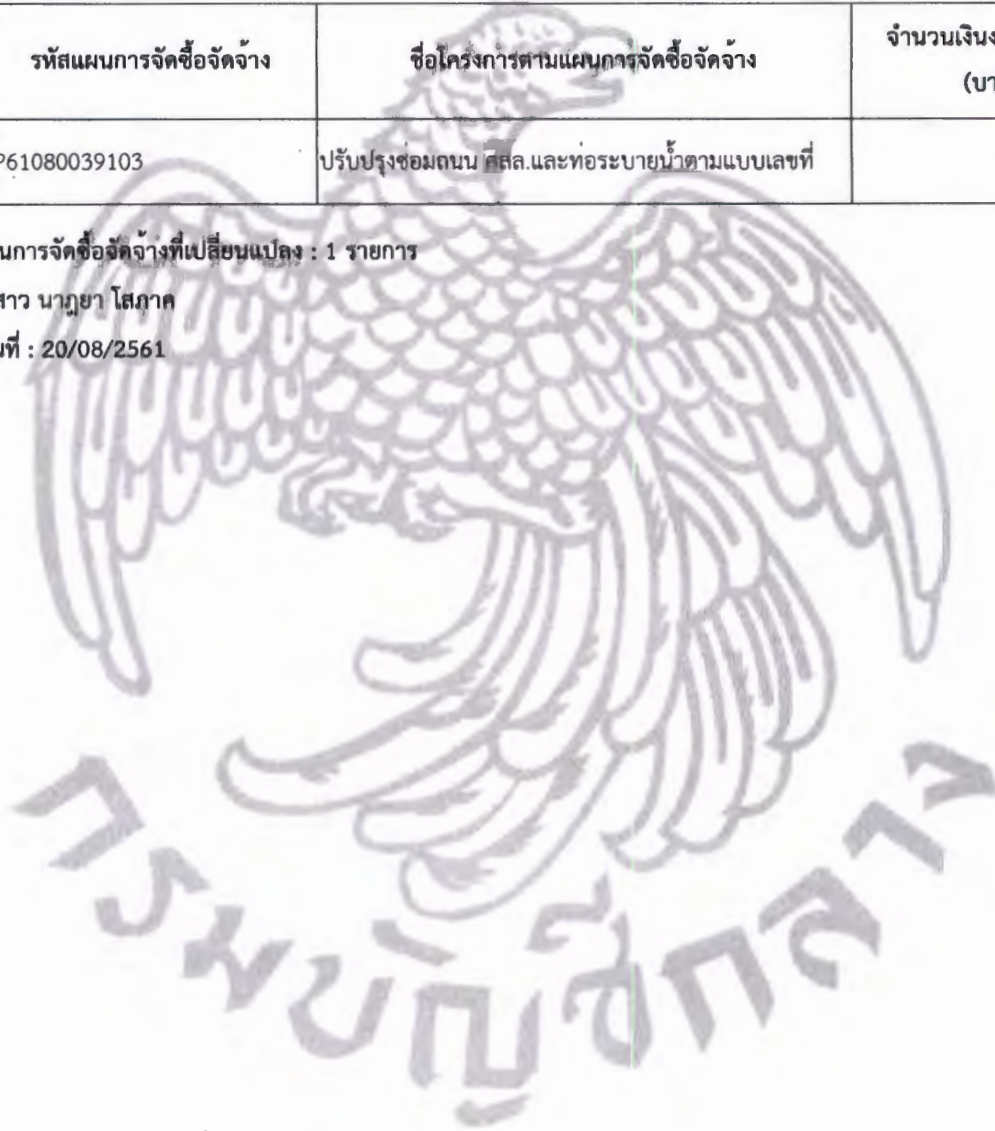 รหัสแผนการจัดซื้อจัดจ้าง ชื่อโครงการตามแผนการจัดซื้อจัดจ้าง จำนวนเงินง
(บา
P61080039103 ปรับปรุงซ่อมถนน คสล.และท่อระบายน้ำตามแบบเลขที่
นการจัดซื้อจัดจ้างที่เปลี่ยนแปลง : 1 รายการ
สาว นาฎยา โสภาค
นที่ : 20/08/2561
กรมบัญชีกลาง